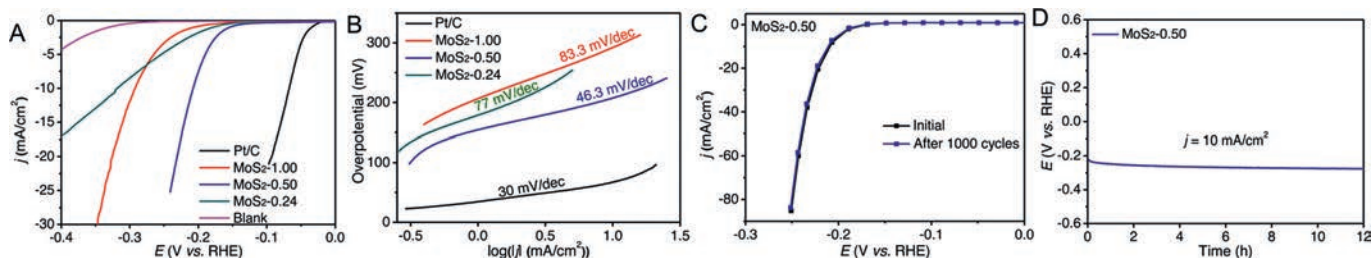 A
0
-5
-10
-15
-20
-25
-30
j (mA/cm²)
-0.4
-0.3
-0.2
-0.1
0.0
E (V vs. RHE)
Pt/C
MoS₂-1.00
MoS₂-0.50
MoS₂-0.24
Blank
B
300
200
100
0
Overpotential (mV)
-0.5
0.0
0.5
1.0
1.5
log(|j| (mA/cm²))
Pt/C
MoS₂-1.00
MoS₂-0.50
MoS₂-0.24
83.3 mV/dec
77 mV/dec
46.3 mV/dec
30 mV/dec
C
MoS₂-0.50
0
-20
-40
-60
-80
j (mA/cm²)
Initial
After 1000 cycles
-0.3
-0.2
-0.1
0.0
E (V vs. RHE)
D
0.6
0.4
0.2
0.0
-0.2
-0.4
-0.6
E (V vs. RHE)
MoS₂-0.50
j = 10 mA/cm²
0
2
4
6
8
10
12
Time (h)